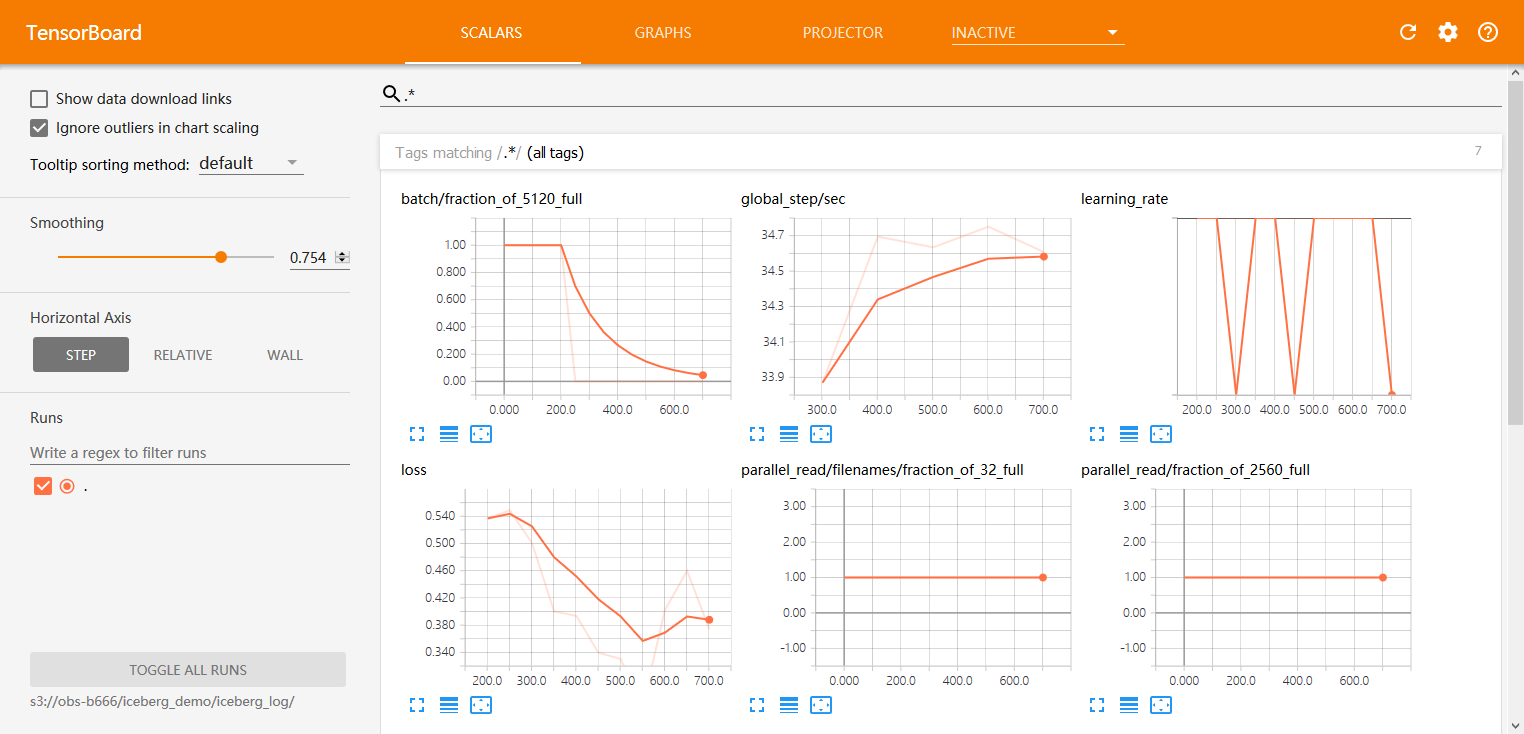 TensorBoard SCALARS GRAPHS PROJECTOR INACTIVE
Show data download links
Ignore outliers in chart scaling
Tooltip sorting method: default
Smoothing
0.754
Horizontal Axis
STEP RELATIVE WALL
Runs
Write a regex to filter runs
.
TOGGLE ALL RUNS
s3://obs-b666/iceberg_demo/iceberg_log/
.*
Tags matching /.*/ (all tags) 7
batch/fraction_of_5120_full
1.00
0.800
0.600
0.400
0.200
0.00
0.000 200.0 400.0 600.0
global_step/sec
34.7
34.5
34.3
34.1
33.9
300.0 400.0 500.0 600.0 700.0
learning_rate
200.0 300.0 400.0 500.0 600.0 700.0
loss
0.540
0.500
0.460
0.420
0.380
0.340
200.0 300.0 400.0 500.0 600.0 700.0
parallel_read/filenames/fraction_of_32_full
3.00
2.00
1.00
0.00
-1.00
0.000 200.0 400.0 600.0
parallel_read/fraction_of_2560_full
3.00
2.00
1.00
0.00
-1.00
0.000 200.0 400.0 600.0